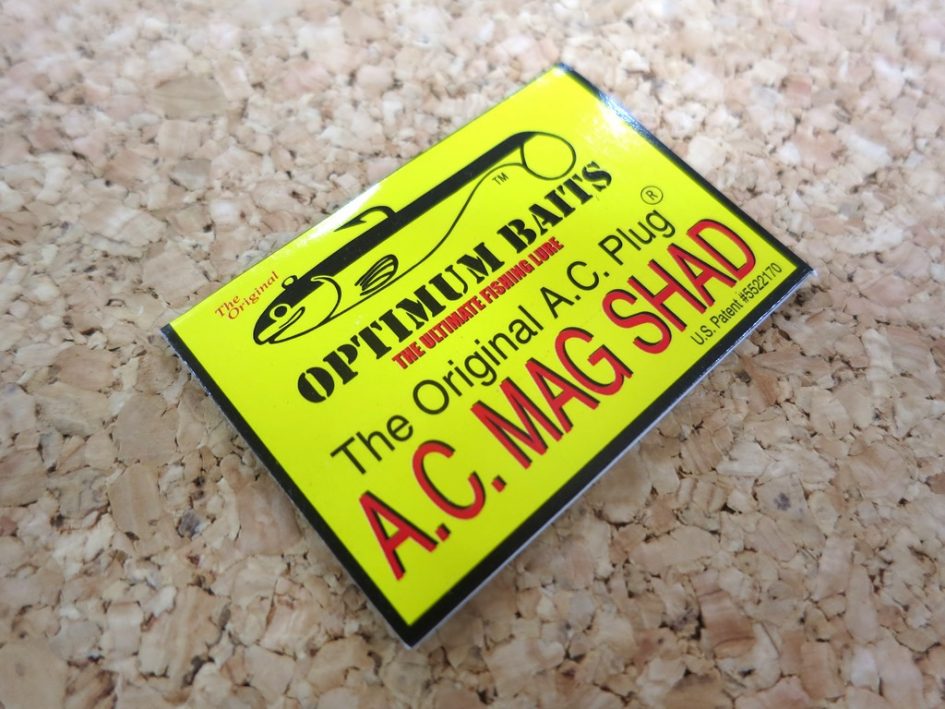 The
Original
TM
OPTIMUM BAITS
THE ULTIMATE FISHING LURE
The Original A.C. Plug ®
A.C. MAG SHAD
U.S. Patent #5522170